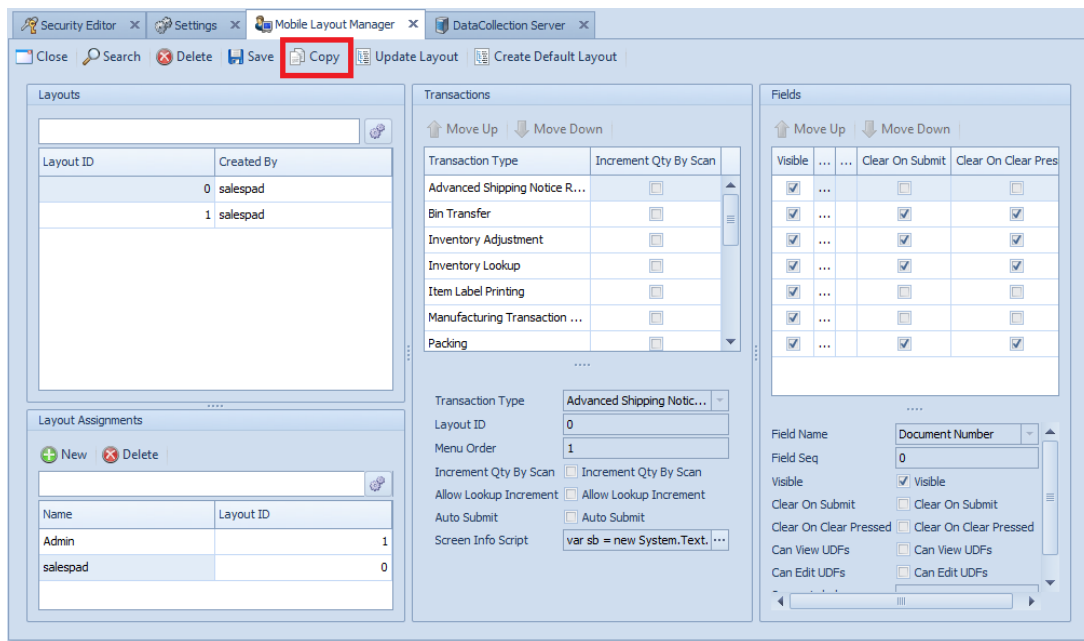 Security Editor Settings Mobile Layout Manager DataCollection Server
Close Search Delete Save Copy Update Layout Create Default Layout
Layouts
Layout ID Created By
0 salespad
1 salespad
Layout Assignments
New Delete
Name Layout ID
Admin 1
salespad 0
Transactions
Move Up Move Down
Transaction Type Increment Qty By Scan
Advanced Shipping Notice R...
Bin Transfer
Inventory Adjustment
Inventory Lookup
Item Label Printing
Manufacturing Transaction ...
Packing
Transaction Type Advanced Shipping Notic...
Layout ID 0
Menu Order 1
Increment Qty By Scan Increment Qty By Scan
Allow Lookup Increment Allow Lookup Increment
Auto Submit Auto Submit
Screen Info Script var sb = new System.Text. ...
Fields
Move Up Move Down
Visible ... ... Clear On Submit Clear On Clear Pres
...
...
...
...
...
...
...
Field Name Document Number
Field Seq 0
Visible Visible
Clear On Submit Clear On Submit
Clear On Clear Pressed Clear On Clear Pressed
Can View UDFs Can View UDFs
Can Edit UDFs Can Edit UDFs